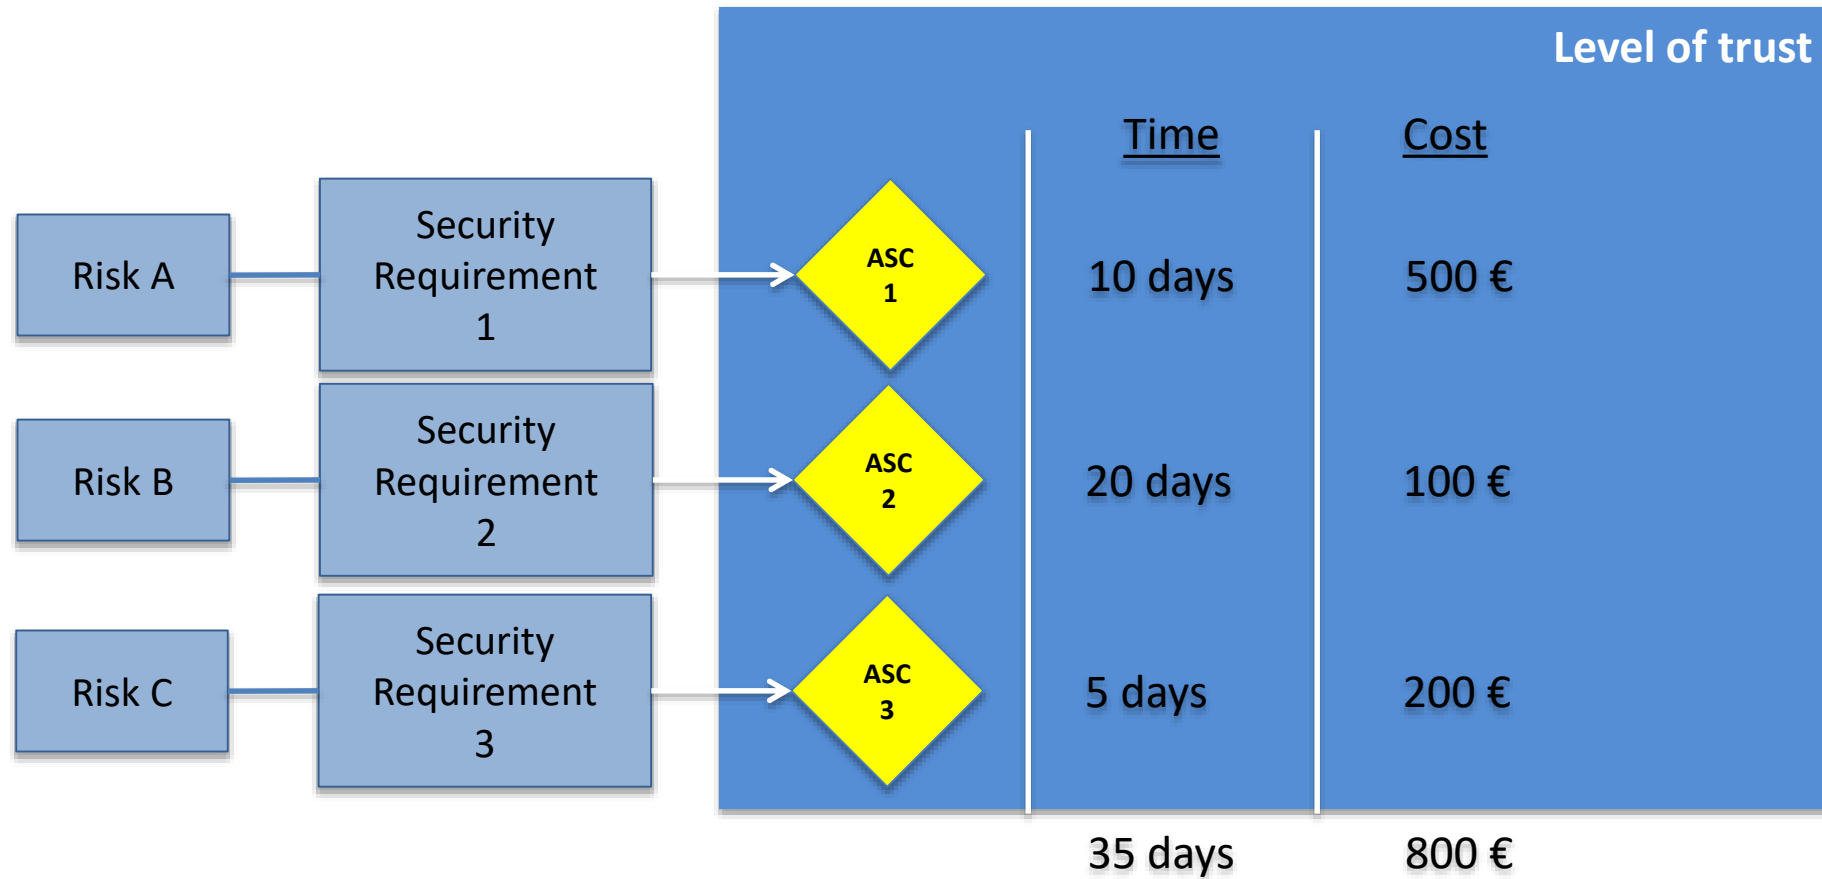 Level of trust
Time
Cost
Risk A
Security
Requirement
1
ASC
1
10 days
500 €
Risk B
Security
Requirement
2
ASC
2
20 days
100 €
Risk C
Security
Requirement
3
ASC
3
5 days
200 €
35 days
800 €